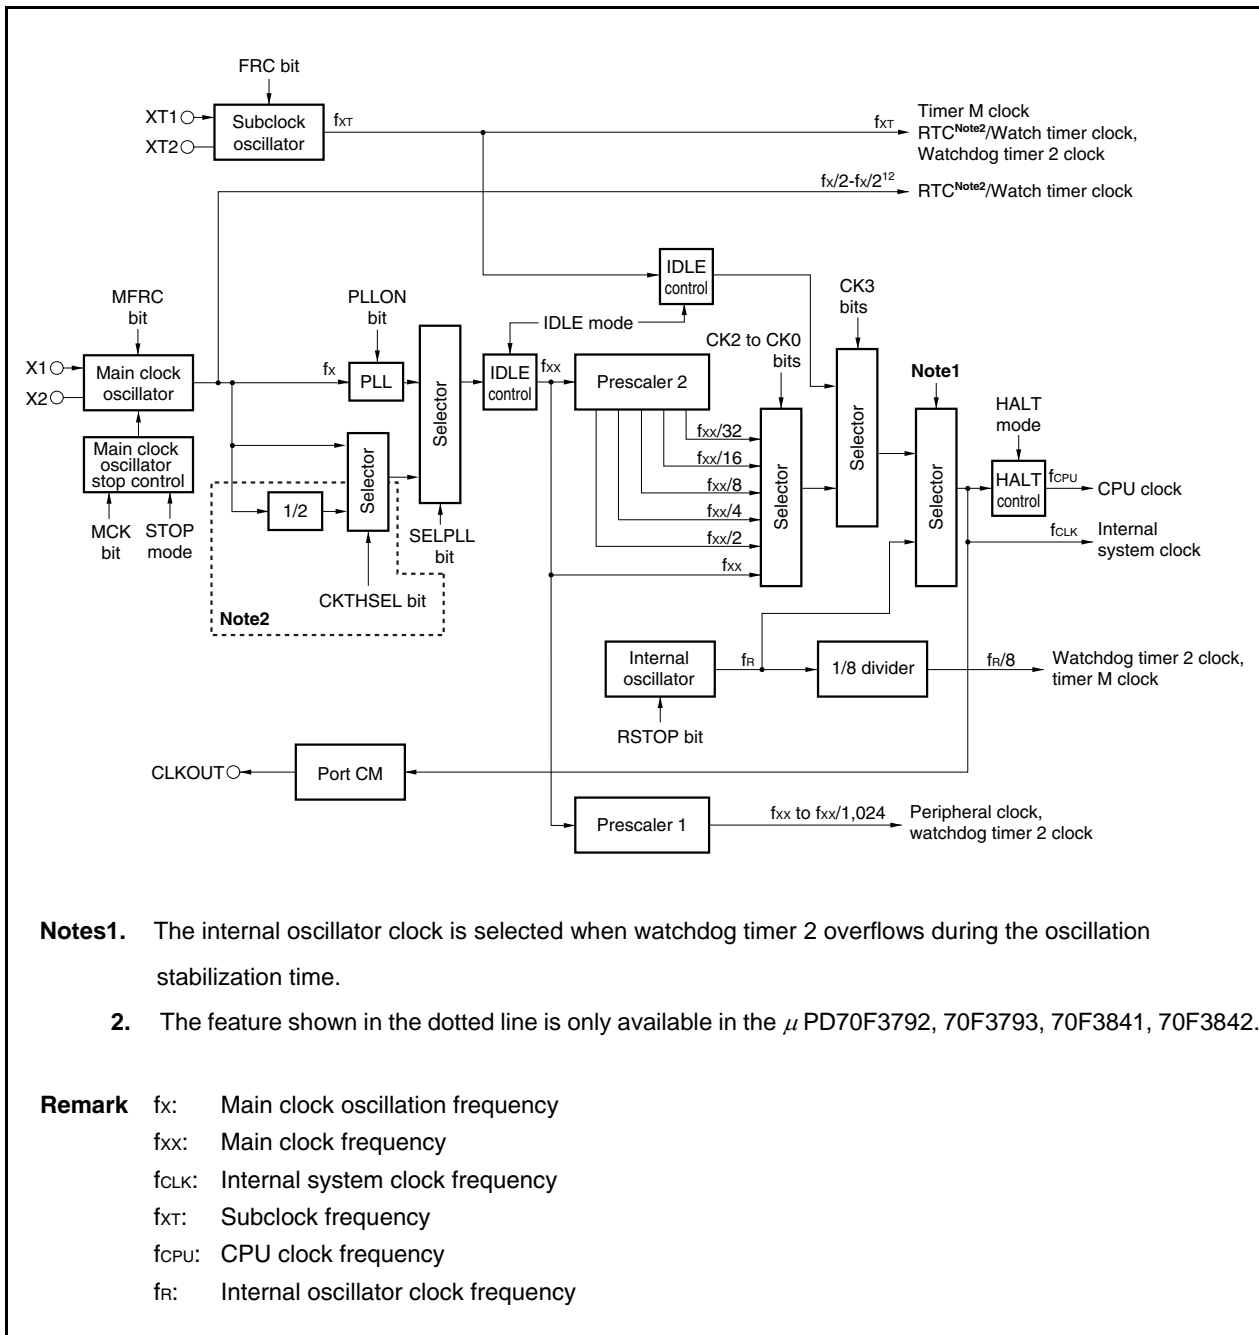 FRC bit
XT1
XT2
Subclock
oscillator
fXT
fXT
Timer M clock
RTCNote2/Watch timer clock,
Watchdog timer 2 clock
fX/2-fX/2¹²
RTCNote2/Watch timer clock
IDLE
control
CK3
bits
MFRC
bit
PLLON
bit
IDLE mode
CK2 to CK0
bits
X1
X2
Main clock
oscillator
fX
PLL
Selector
IDLE
control
fXX
Prescaler 2
Selector
Note1
HALT
mode
Main clock
oscillator
stop control
MCK
bit
STOP
mode
1/2
Selector
SELPLL
bit
CKTHSEL bit
Note2
fXX/32
fXX/16
fXX/8
fXX/4
fXX/2
fXX
Selector
Selector
HALT
control
fCPU
CPU clock
fCLK
Internal
system clock
Internal
oscillator
fR
1/8 divider
fR/8
Watchdog timer 2 clock,
timer M clock
RSTOP bit
CLKOUT
Port CM
Prescaler 1
fXX to fXX/1,024
Peripheral clock,
watchdog timer 2 clock
Notes1. The internal oscillator clock is selected when watchdog timer 2 overflows during the oscillation
stabilization time.
2. The feature shown in the dotted line is only available in the μ PD70F3792, 70F3793, 70F3841, 70F3842.
Remark fX: Main clock oscillation frequency
fXX: Main clock frequency
fCLK: Internal system clock frequency
fXT: Subclock frequency
fCPU: CPU clock frequency
fR: Internal oscillator clock frequency